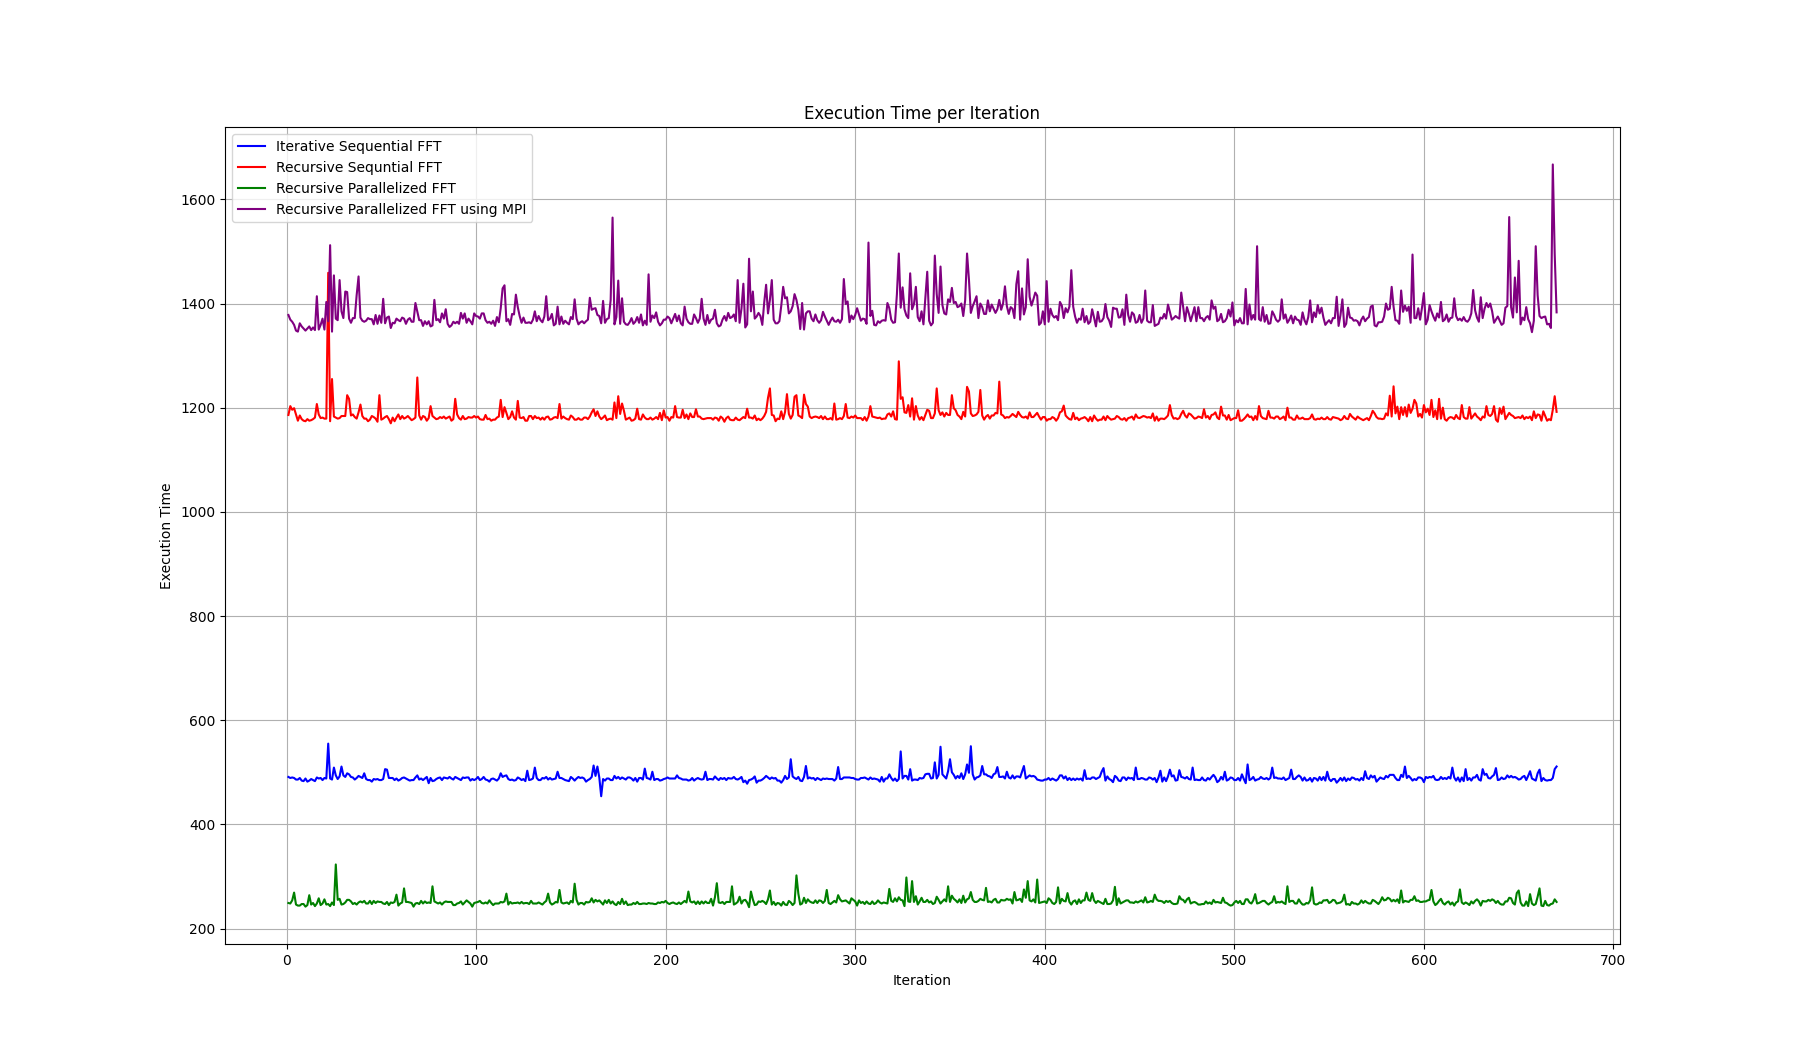 Execution Time per Iteration
Iterative Sequential FFT
Recursive Sequntial FFT
Recursive Parallelized FFT
Recursive Parallelized FFT using MPI
1600
1400
1200
1000
800
600
400
200
Execution Time
0 100 200 300 400 500 600 700
Iteration